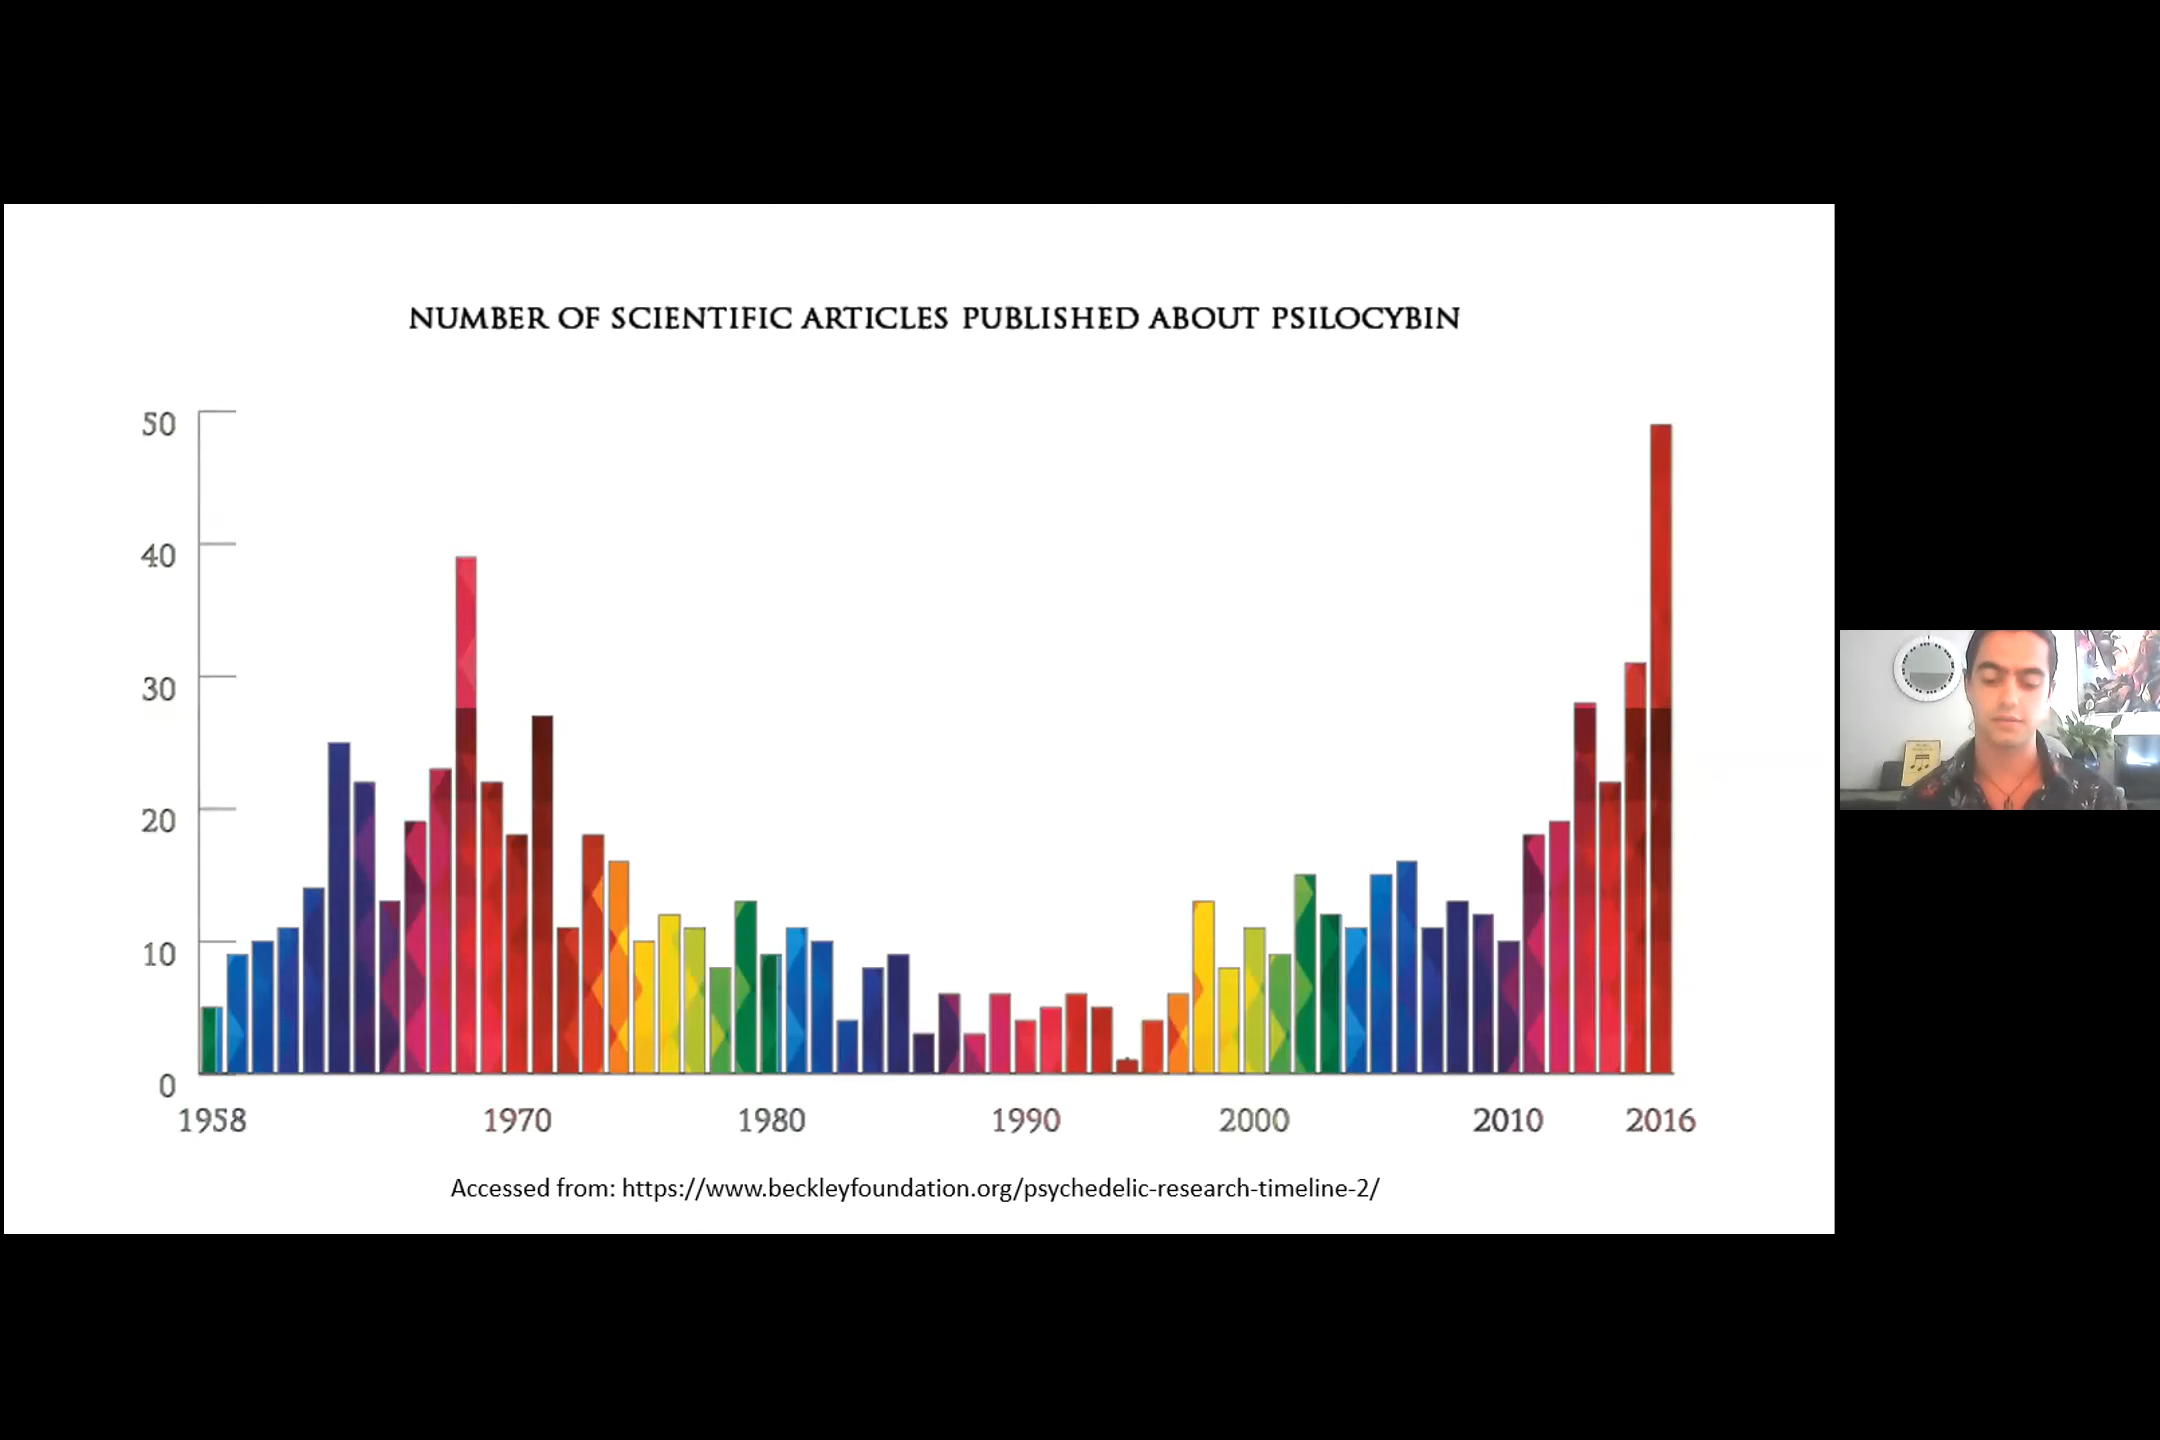 NUMBER OF SCIENTIFIC ARTICLES PUBLISHED ABOUT PSILOCYBIN
50
40
30
20
10
0
1958 1970 1980 1990 2000 2010 2016
Accessed from: https://www.beckleyfoundation.org/psychedelic-research-timeline-2/